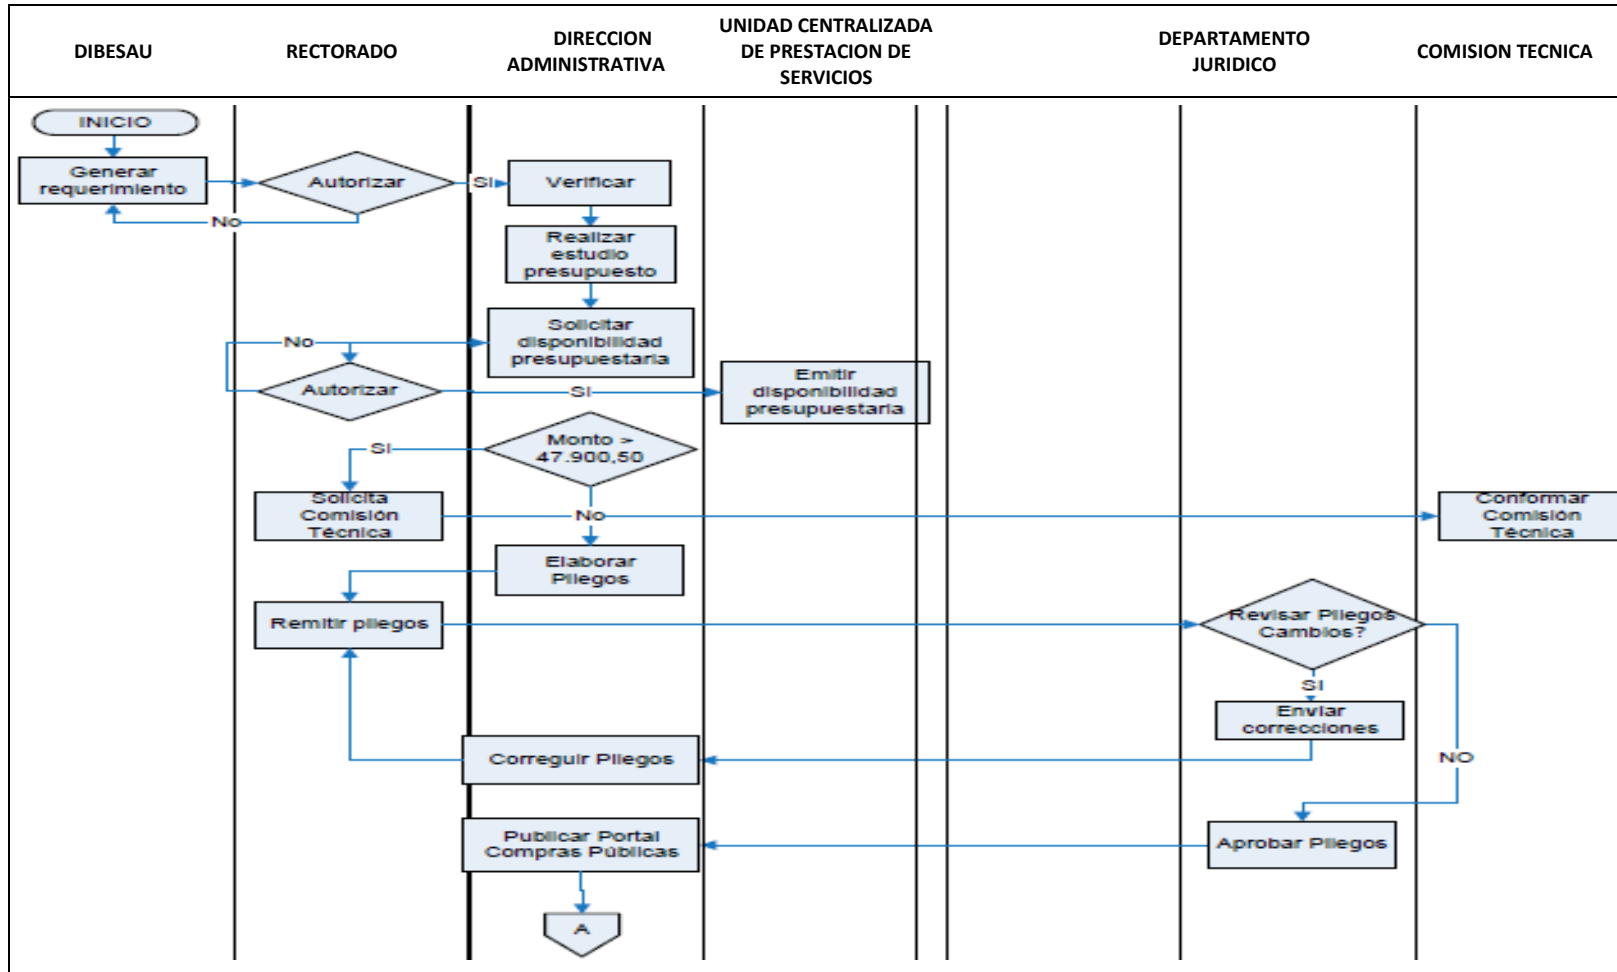 DIBESAU
RECTORADO
DIRECCION
ADMINISTRATIVA
UNIDAD CENTRALIZADA
DE PRESTACION DE
SERVICIOS
DEPARTAMENTO
JURIDICO
COMISION TECNICA
INICIO
Generar
requerimiento
Autorizar
SI
Verificar
No
Realizar
estudio
presupuesto
Solicitar
disponibilidad
presupuestaria
No
Autorizar
SI
Emitir
disponibilidad
presupuestaria
Monto >
47.900,50
SI
Solicita
Comisión
Técnica
No
Conformar
Comisión
Técnica
Elaborar
Pliegos
Remitir pliegos
Revisar Pliegos
Cambios?
SI
Enviar
correcciones
Correguir Pliegos
NO
Publicar Portal
Compras Públicas
Aprobar Pliegos
A